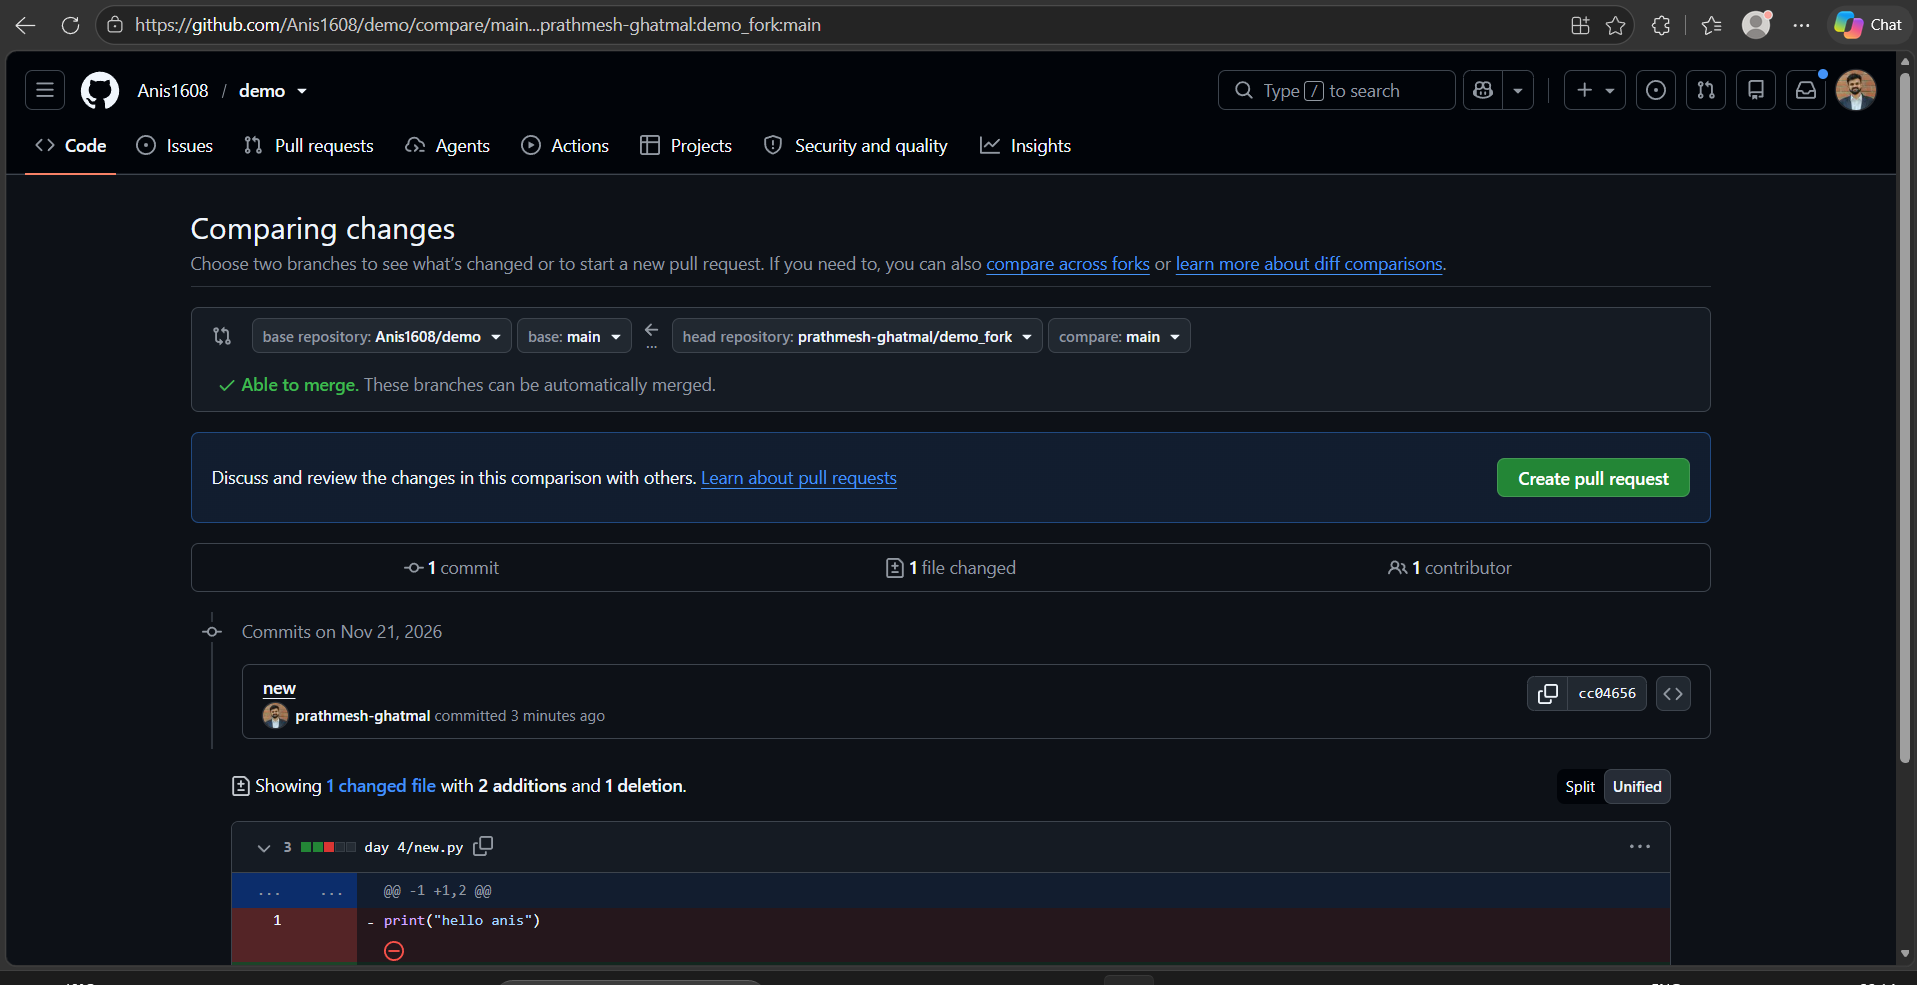 https://github.com/Anis1608/demo/compare/main...prathmesh-ghatmal:demo_fork:main
Chat
Anis1608 / demo
Type / to search
Code Issues Pull requests Agents Actions Projects Security and quality Insights
Comparing changes
Choose two branches to see what's changed or to start a new pull request. If you need to, you can also compare across forks or learn more about diff comparisons.
base repository: Anis1608/demo base: main ... head repository: prathmesh-ghatmal/demo_fork compare: main
Able to merge. These branches can be automatically merged.
Discuss and review the changes in this comparison with others. Learn about pull requests
Create pull request
1 commit 1 file changed 1 contributor
Commits on Nov 21, 2026
new
cc04656
prathmesh-ghatmal committed 3 minutes ago
Showing 1 changed file with 2 additions and 1 deletion.
Split Unified
3 day 4/new.py
... ... @@ -1 +1,2 @@
1 - print("hello anis")